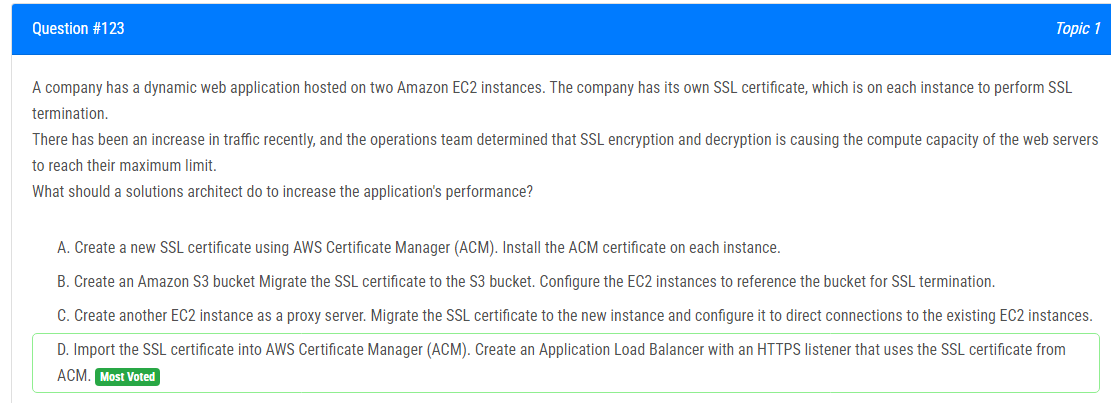 Question #123
Topic 1
A company has a dynamic web application hosted on two Amazon EC2 instances. The company has its own SSL certificate, which is on each instance to perform SSL
termination.
There has been an increase in traffic recently, and the operations team determined that SSL encryption and decryption is causing the compute capacity of the web servers
to reach their maximum limit.
What should a solutions architect do to increase the application's performance?
A. Create a new SSL certificate using AWS Certificate Manager (ACM). Install the ACM certificate on each instance.
B. Create an Amazon S3 bucket Migrate the SSL certificate to the S3 bucket. Configure the EC2 instances to reference the bucket for SSL termination.
C. Create another EC2 instance as a proxy server. Migrate the SSL certificate to the new instance and configure it to direct connections to the existing EC2 instances.
D. Import the SSL certificate into AWS Certificate Manager (ACM). Create an Application Load Balancer with an HTTPS listener that uses the SSL certificate from
ACM. Most Voted